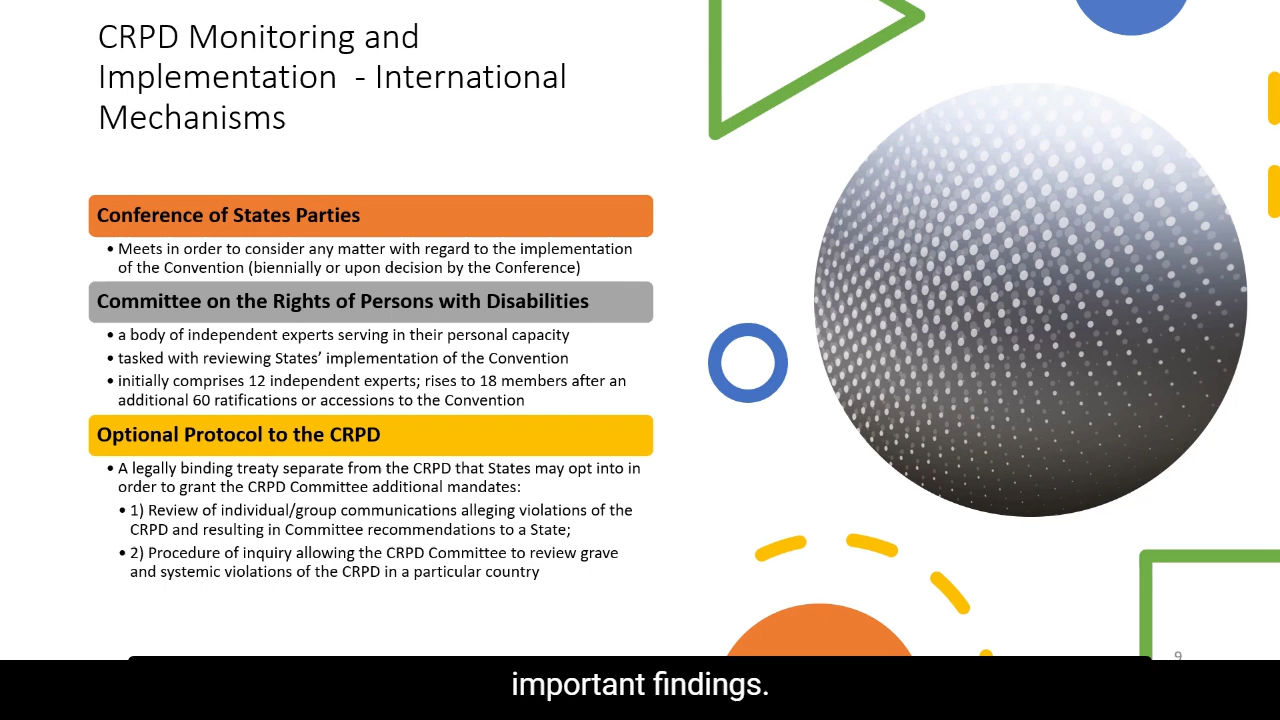 CRPD Monitoring and
Implementation - International
Mechanisms
Conference of States Parties
• Meets in order to consider any matter with regard to the implementation
of the Convention (biennially or upon decision by the Conference)
Committee on the Rights of Persons with Disabilities
• a body of independent experts serving in their personal capacity
• tasked with reviewing States’ implementation of the Convention
• initially comprises 12 independent experts; rises to 18 members after an
additional 60 ratifications or accessions to the Convention
Optional Protocol to the CRPD
• A legally binding treaty separate from the CRPD that States may opt into in
order to grant the CRPD Committee additional mandates:
• 1) Review of individual/group communications alleging violations of the
CRPD and resulting in Committee recommendations to a State;
• 2) Procedure of inquiry allowing the CRPD Committee to review grave
and systemic violations of the CRPD in a particular country
9
important findings.